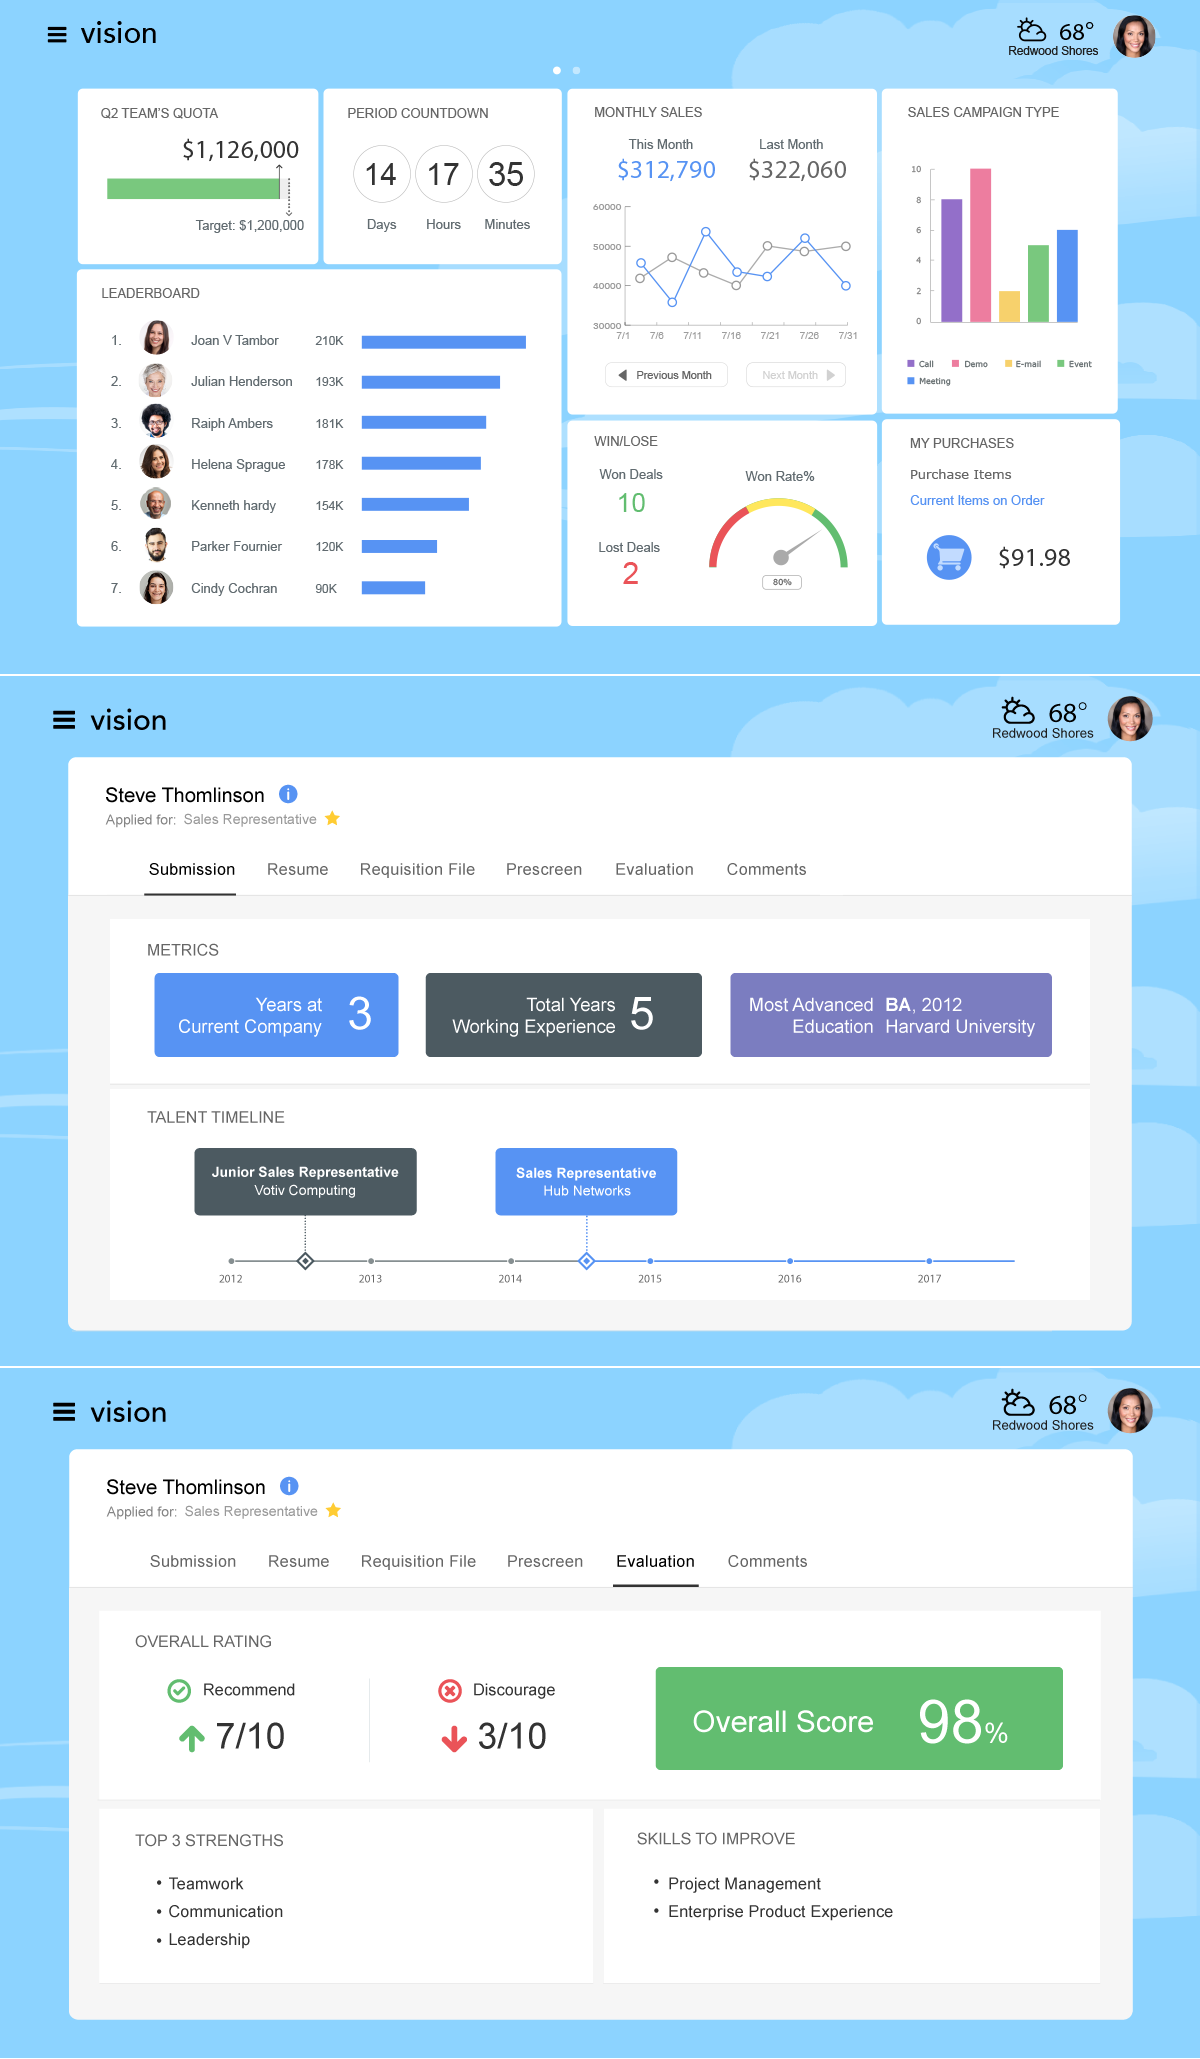 vision
68°
Redwood Shores
Q2 TEAM'S QUOTA
$1,126,000
Target: $1,200,000
PERIOD COUNTDOWN
14 17 35
Days Hours Minutes
MONTHLY SALES
This Month Last Month
$312,790 $322,060
60000
50000
40000
30000
7/1 7/6 7/11 7/16 7/21 7/26 7/31
Previous Month Next Month
SALES CAMPAIGN TYPE
10
8
6
4
2
0
Call Demo E-mail Event
Meeting
LEADERBOARD
1. Joan V Tambor 210K
2. Julian Henderson 193K
3. Raiph Ambers 181K
4. Helena Sprague 178K
5. Kenneth hardy 154K
6. Parker Fournier 120K
7. Cindy Cochran 90K
WIN/LOSE
Won Deals
10
Lost Deals
2
Won Rate%
80%
MY PURCHASES
Purchase Items
Current Items on Order
$91.98
vision
68°
Redwood Shores
Steve Thomlinson i
Applied for: Sales Representative
Submission Resume Requisition File Prescreen Evaluation Comments
METRICS
Years at
Current Company 3
Total Years
Working Experience 5
Most Advanced BA, 2012
Education Harvard University
TALENT TIMELINE
Junior Sales Representative
Votiv Computing
Sales Representative
Hub Networks
2012 2013 2014 2015 2016 2017
vision
68°
Redwood Shores
Steve Thomlinson i
Applied for: Sales Representative
Submission Resume Requisition File Prescreen Evaluation Comments
OVERALL RATING
Recommend
7/10
Discourage
3/10
Overall Score 98%
TOP 3 STRENGTHS
• Teamwork
• Communication
• Leadership
SKILLS TO IMPROVE
• Project Management
• Enterprise Product Experience